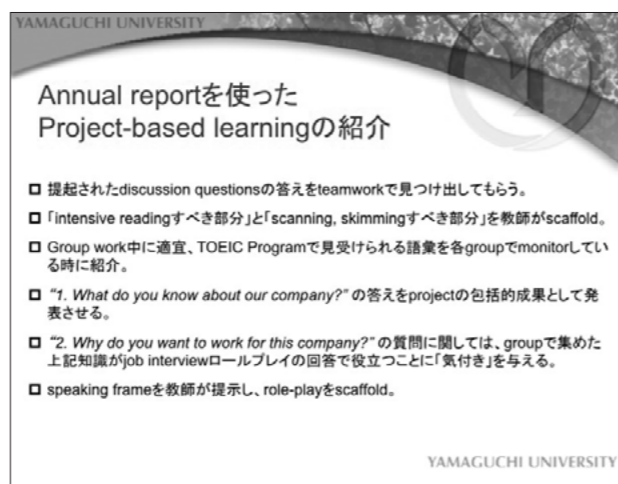 YAMAGUCHI UNIVERSITY
Annual reportを使った
Project-based learningの紹介
提起されたdiscussion questionsの答えをteamworkで見つけ出してもらう。
「intensive readingすべき部分」と「scanning, skimmingすべき部分」を教師がscaffold。
Group work中に適宜、TOEIC Programで見受けられる語彙を各groupでmonitorしてい
る時に紹介。
"1. What do you know about our company?" の答えをprojectの包括的成果として発
表させる。
"2. Why do you want to work for this company?" の質問に関しては、groupで集めた
上記知識がjob interviewロールプレイの回答で役立つことに「気付き」を与える。
speaking frameを教師が提示し、role-playをscaffold。
YAMAGUCHI UNIVERSITY